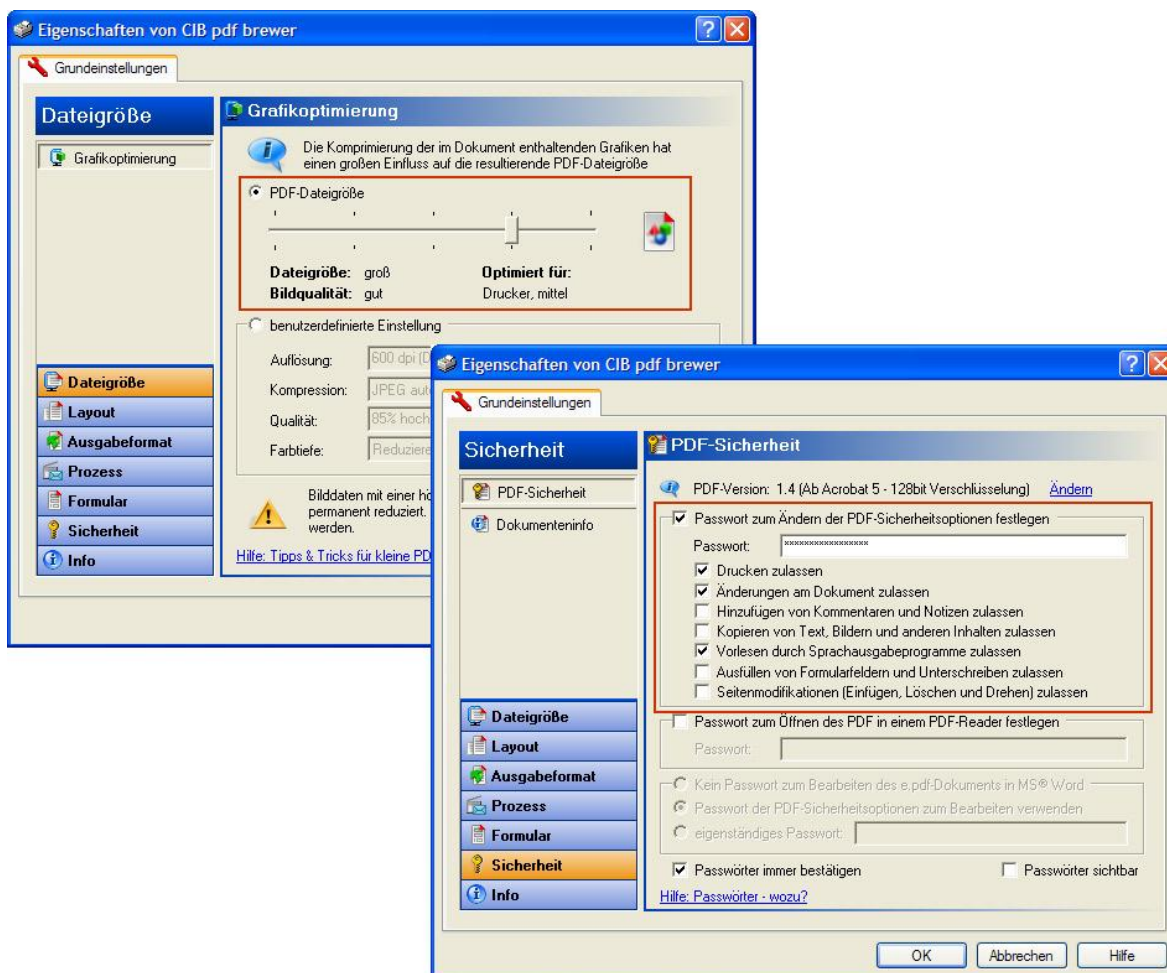 Eigenschaften von CIB pdf brewer
Grundeinstellungen
Dateigröße
Grafikoptimierung
Grafikoptimierung
Die Komprimierung der im Dokument enthaltenden Grafiken hat
einen großen Einfluss auf die resultierende PDF-Dateigröße
PDF-Dateigröße
Dateigröße: groß Optimiert für:
Bildqualität: gut Drucker, mittel
benutzerdefinierte Einstellung
Auflösung: 600 dpi (D
Kompression: JPEG aut
Qualität: 85% hoch
Farbtiefe: Reduziere
Bilddaten mit einer hö
permanent reduziert.
werden.
Hilfe: Tipps & Tricks für kleine PD
Dateigröße
Layout
Ausgabeformat
Prozess
Formular
Sicherheit
Info
Eigenschaften von CIB pdf brewer
Grundeinstellungen
Sicherheit
PDF-Sicherheit
Dokumenteninfo
PDF-Sicherheit
PDF-Version: 1.4 (Ab Acrobat 5 - 128bit Verschlüsselung) Ändern
Passwort zum Ändern der PDF-Sicherheitsoptionen festlegen
Passwort: *****************
Drucken zulassen
Änderungen am Dokument zulassen
Hinzufügen von Kommentaren und Notizen zulassen
Kopieren von Text, Bildern und anderen Inhalten zulassen
Vorlesen durch Sprachausgabeprogramme zulassen
Ausfüllen von Formularfeldern und Unterschreiben zulassen
Seitenmodifikationen (Einfügen, Löschen und Drehen) zulassen
Passwort zum Öffnen des PDF in einem PDF-Reader festlegen
Passwort:
Kein Passwort zum Bearbeiten des e.pdf-Dokuments in MS® Word
Passwort der PDF-Sicherheitsoptionen zum Bearbeiten verwenden
eigenständiges Passwort:
Passwörter immer bestätigen Passwörter sichtbar
Hilfe: Passwörter - wozu?
Dateigröße
Layout
Ausgabeformat
Prozess
Formular
Sicherheit
Info
OK Abbrechen Hilfe